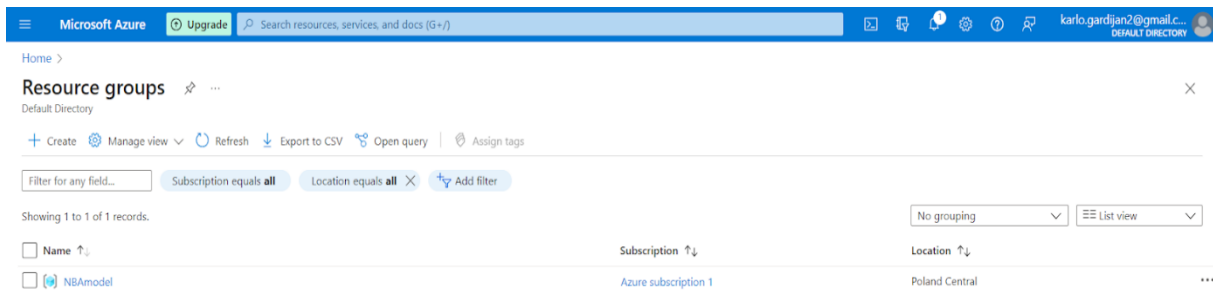 Microsoft Azure Upgrade Search resources, services, and docs (G+/) 1 karlo.gardijan2@gmail.c...
DEFAULT DIRECTORY
Home >
Resource groups ...
Default Directory
+ Create Manage view Refresh Export to CSV Open query Assign tags
Filter for any field... Subscription equals all Location equals all Add filter
Showing 1 to 1 of 1 records. No grouping List view
Name ↑↓ Subscription ↑↓ Location ↑↓
NBAmodel Azure subscription 1 Poland Central ...